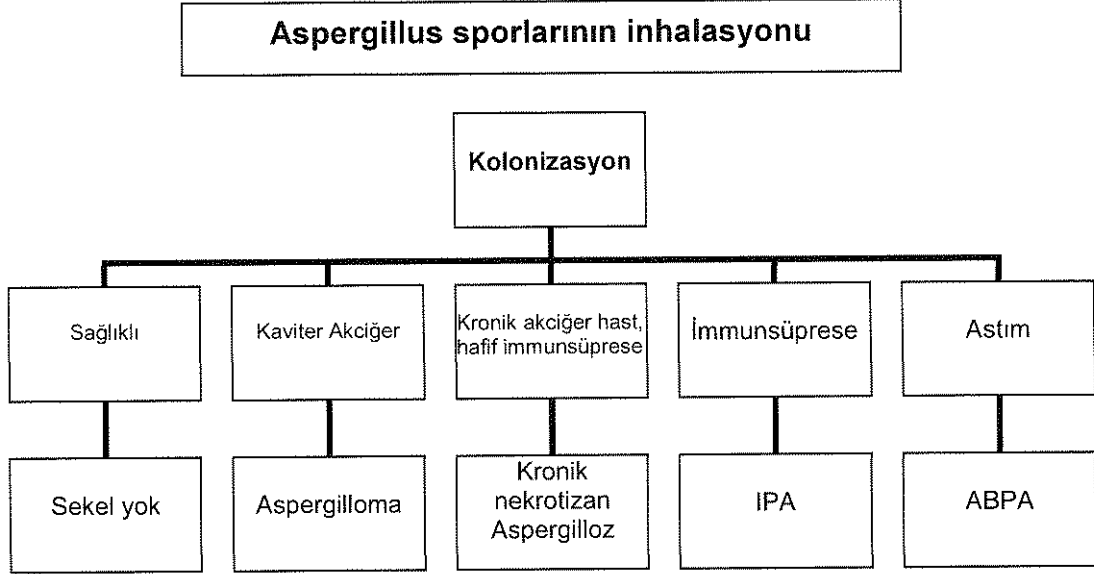 Aspergillus sporlarının inhalasyonu
Kolonizasyon
Sağlıklı
Kaviter Akciğer
Kronik akciğer hast,
hafif immunsüprese
İmmunsüprese
Astım
Sekel yok
Aspergilloma
Kronik
nekrotizan
Aspergilloz
IPA
ABPA